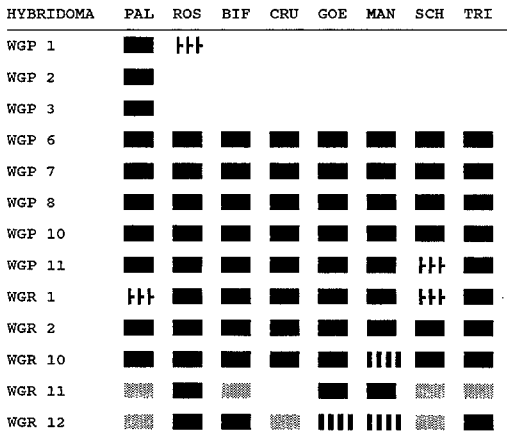 HYBRIDOMA PAL ROS BIF CRU GOE MAN SCH TRI
WGP 1
WGP 2
WGP 3
WGP 6
WGP 7
WGP 8
WGP 10
WGP 11
WGR 1
WGR 2
WGR 10
WGR 11
WGR 12